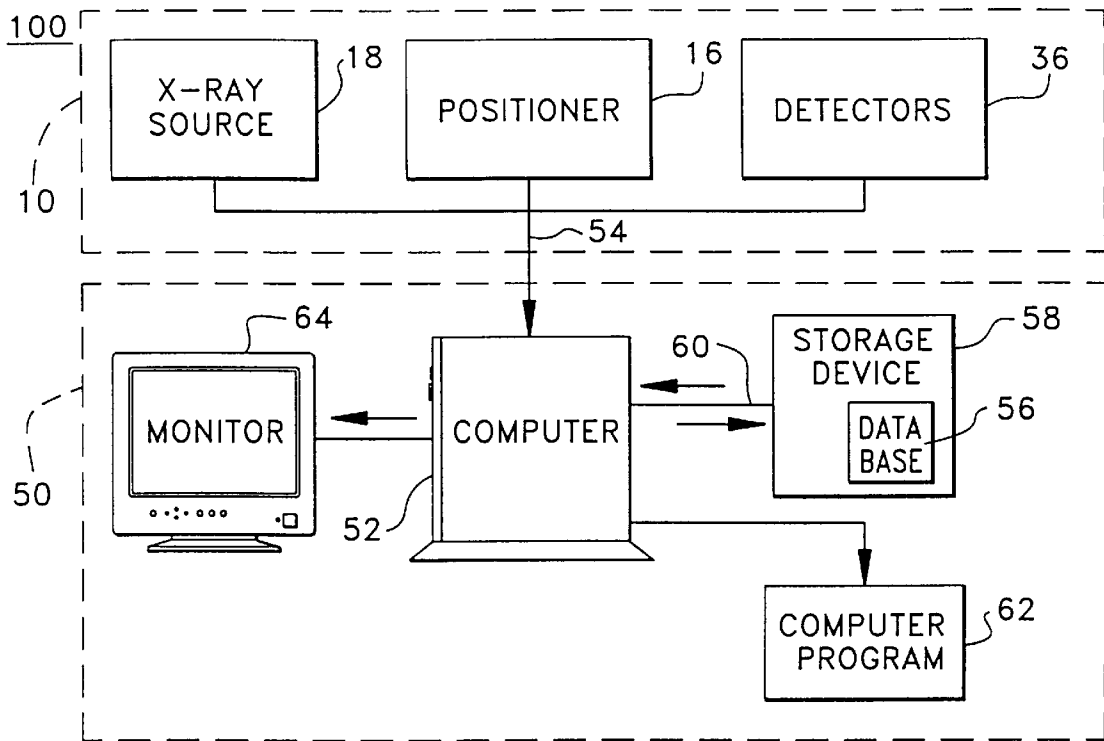 100
18
16
36
X-RAY
SOURCE
POSITIONER
DETECTORS
10
54
64
60
58
STORAGE
DEVICE
MONITOR
COMPUTER
56
DATA
BASE
50
52
62
COMPUTER
PROGRAM